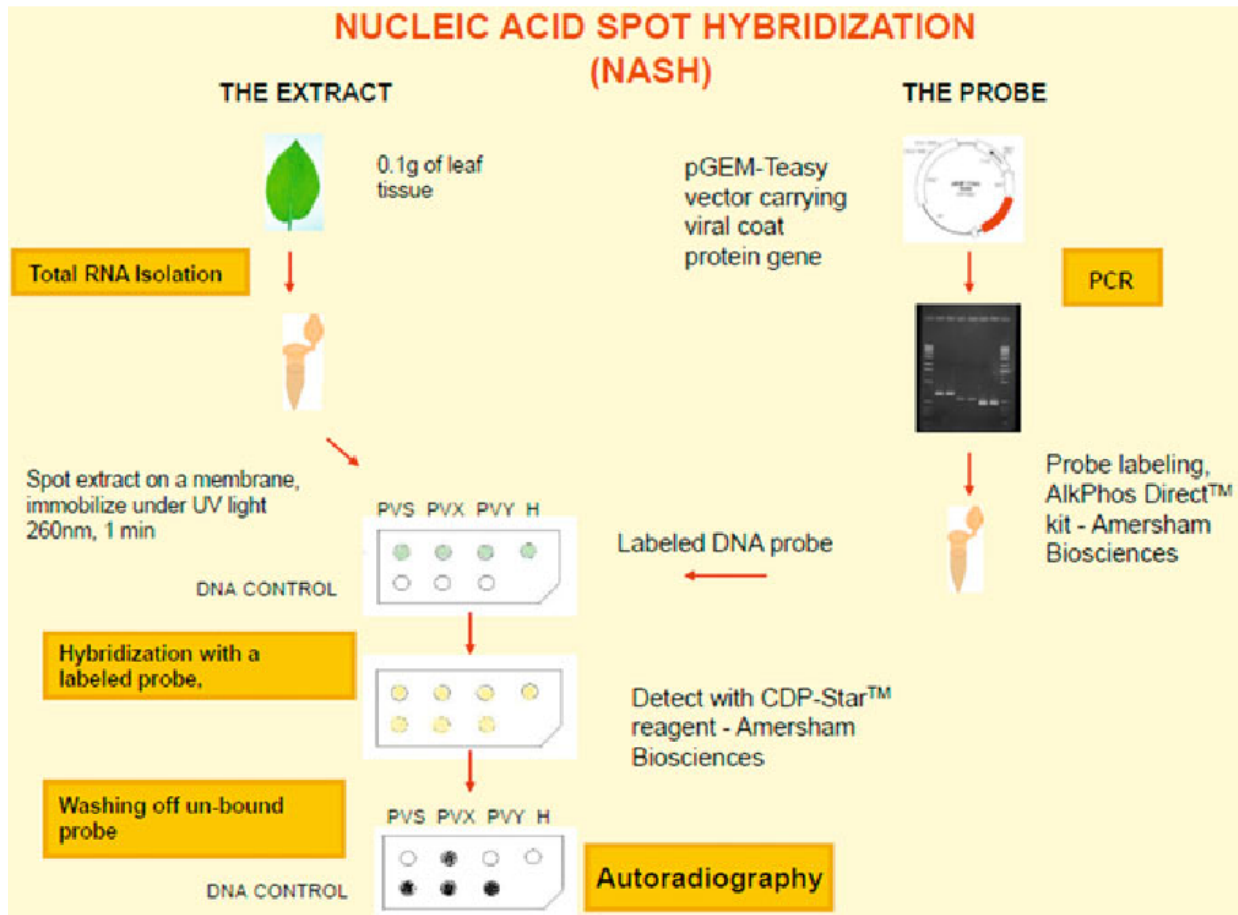 NUCLEIC ACID SPOT HYBRIDIZATION
(NASH)
THE EXTRACT
THE PROBE
0.1g of leaf
tissue
pGEM-Teasy
vector carrying
viral coat
protein gene
Total RNA Isolation
PCR
Spot extract on a membrane,
immobilize under UV light
260nm, 1 min
Probe labeling,
AlkPhos Direct™
kit - Amersham
Biosciences
PVS PVX PVY H
Labeled DNA probe
DNA CONTROL
Hybridization with a
labeled probe,
Detect with CDP-Star™
reagent - Amersham
Biosciences
Washing off un-bound
probe
PVS PVX PVY H
Autoradiography
DNA CONTROL